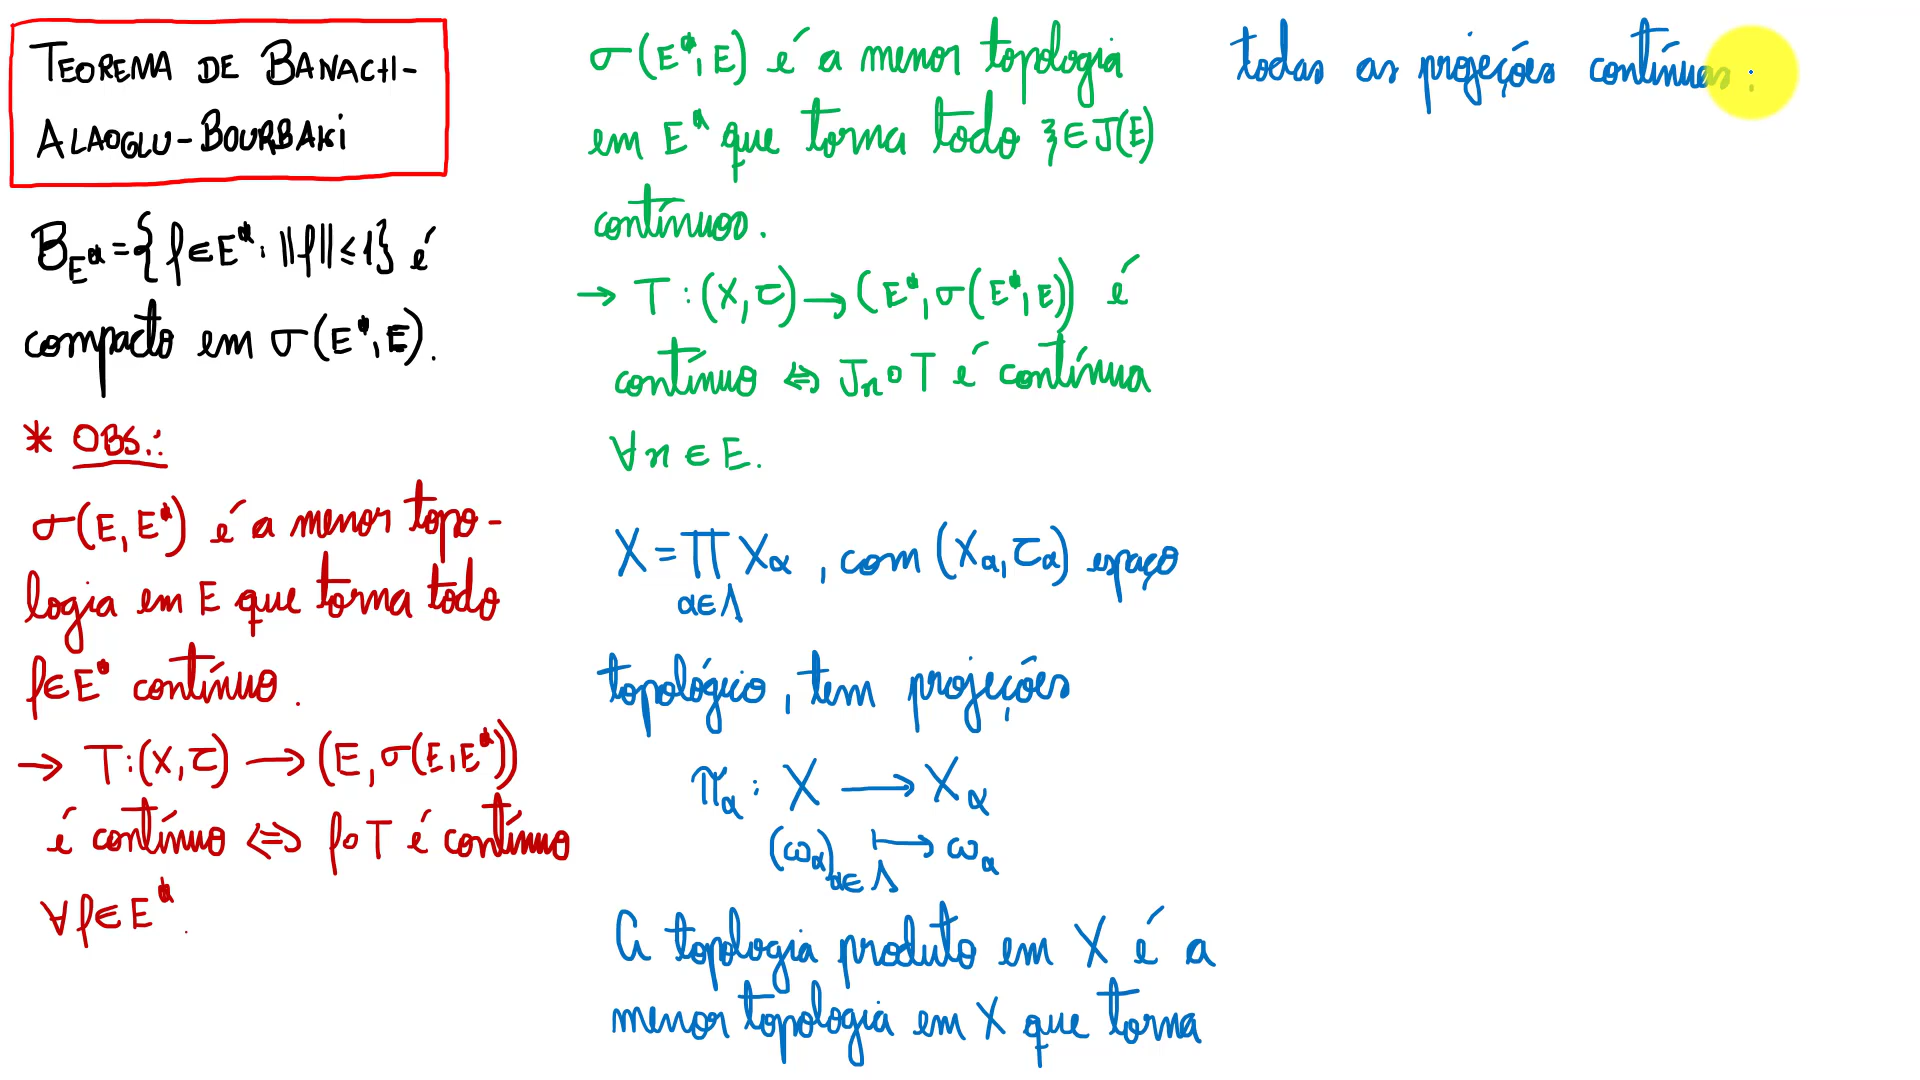 TEOREMA DE BANACH-
ALAOGLU-BOURBAKI
B_{E*} = { f ∈ E* : ||f|| ≤ 1 } é
compacto em σ(E*, E).
* OBS.:
σ(E, E*) é a menor topo-
logia em E que torna todo
f ∈ E* contínuo.
→ T : (X, τ) → (E, σ(E, E*))
é contínuo ⇔ f∘T é contínuo
∀ f ∈ E*.
σ(E*, E) é a menor topologia
em E* que torna todo ξ ∈ J(E)
contínuos.
→ T : (X, τ) → (E*, σ(E*, E)) é
contínuo ⇔ J_x ∘ T é contínua
∀ x ∈ E.
X = ∏ X_α , com (X_α, τ_α) espaço
α ∈ Λ
topológico, tem projeções
π_α : X → X_α
(ω_α)_{α∈Λ} ↦ ω_α
A topologia produto em X é a
menor topologia em X que torna
todas as projeções contínuas :